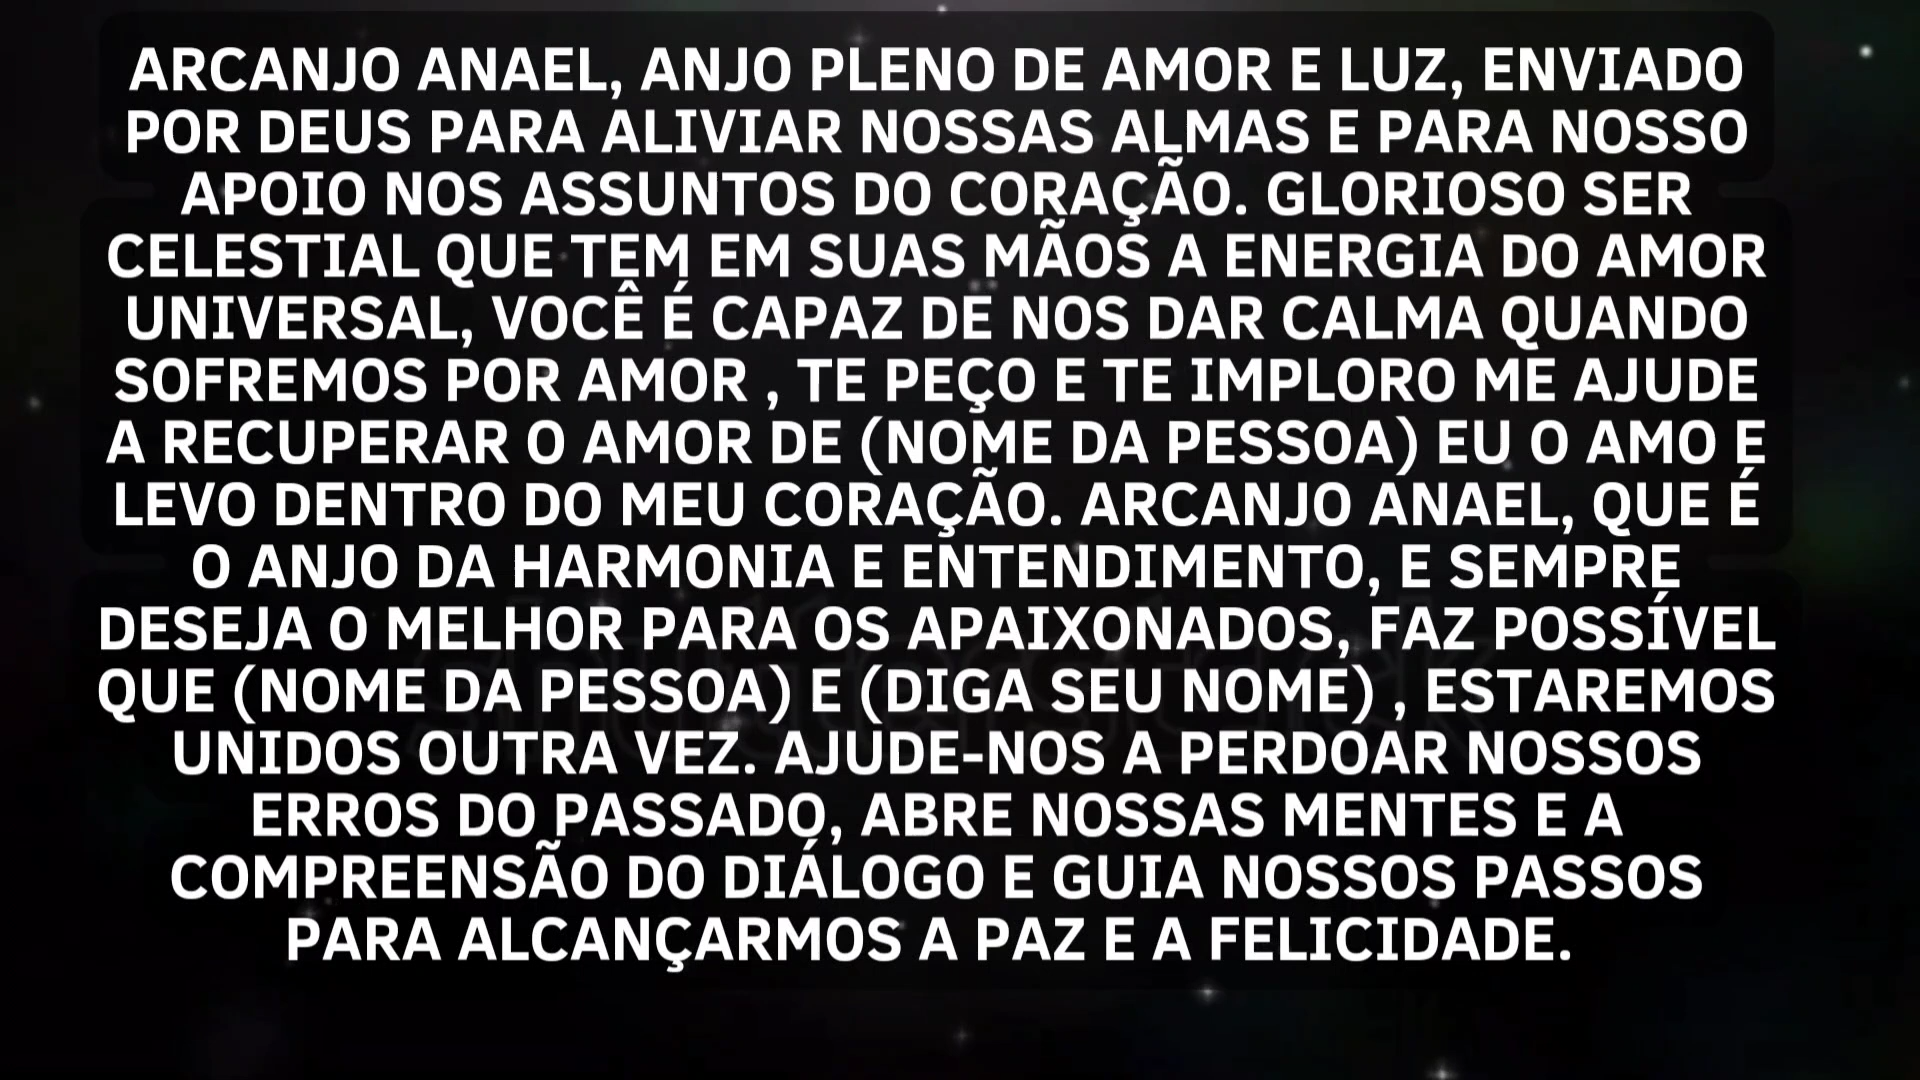 ARCANJO ANAEL, ANJO PLENO DE AMOR E LUZ, ENVIADO
POR DEUS PARA ALIVIAR NOSSAS ALMAS E PARA NOSSO
APOIO NOS ASSUNTOS DO CORAÇÃO. GLORIOSO SER
CELESTIAL QUE TEM EM SUAS MÃOS A ENERGIA DO AMOR
UNIVERSAL, VOCÊ É CAPAZ DE NOS DAR CALMA QUANDO
SOFREMOS POR AMOR , TE PEÇO E TE IMPLORO ME AJUDE
A RECUPERAR O AMOR DE (NOME DA PESSOA) EU O AMO E
LEVO DENTRO DO MEU CORAÇÃO. ARCANJO ANAEL, QUE É
O ANJO DA HARMONIA E ENTENDIMENTO, E SEMPRE
DESEJA O MELHOR PARA OS APAIXONADOS, FAZ POSSÍVEL
QUE (NOME DA PESSOA) E (DIGA SEU NOME) , ESTAREMOS
UNIDOS OUTRA VEZ. AJUDE-NOS A PERDOAR NOSSOS
ERROS DO PASSADO, ABRE NOSSAS MENTES E A
COMPREENSÃO DO DIÁLOGO E GUIA NOSSOS PASSOS
PARA ALCANÇARMOS A PAZ E A FELICIDADE.